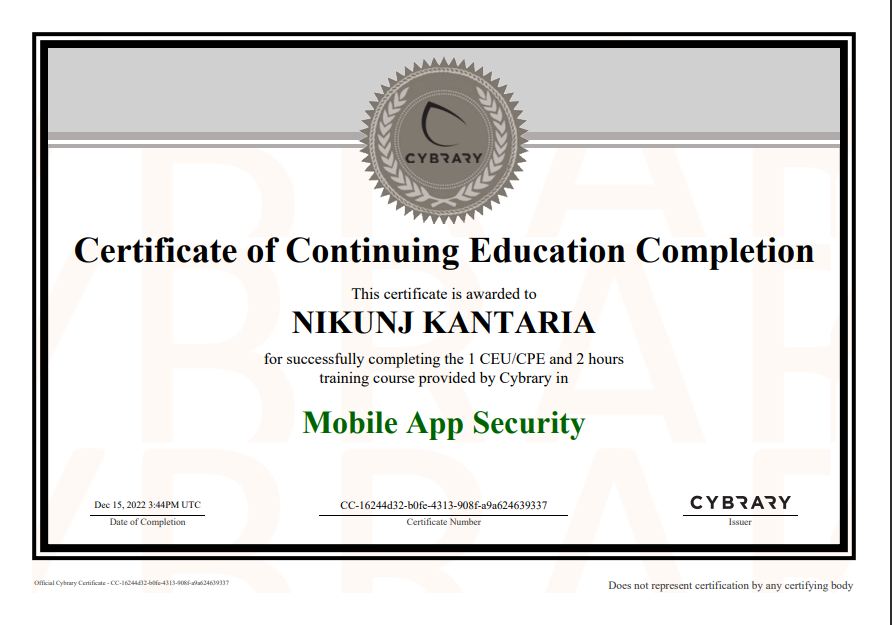 CYBRARY
Certificate of Continuing Education Completion
This certificate is awarded to
NIKUNJ KANTARIA
for successfully completing the 1 CEU/CPE and 2 hours
training course provided by Cybrary in
Mobile App Security
Dec 15, 2022 3:44PM UTC
Date of Completion
CC-16244d32-b0fe-4313-908f-a9a624639337
Certificate Number
CYBRARY
Issuer
Official Cybrary Certificate - CC-16244d32-b0fe-4313-908f-a9a624639337
Does not represent certification by any certifying body